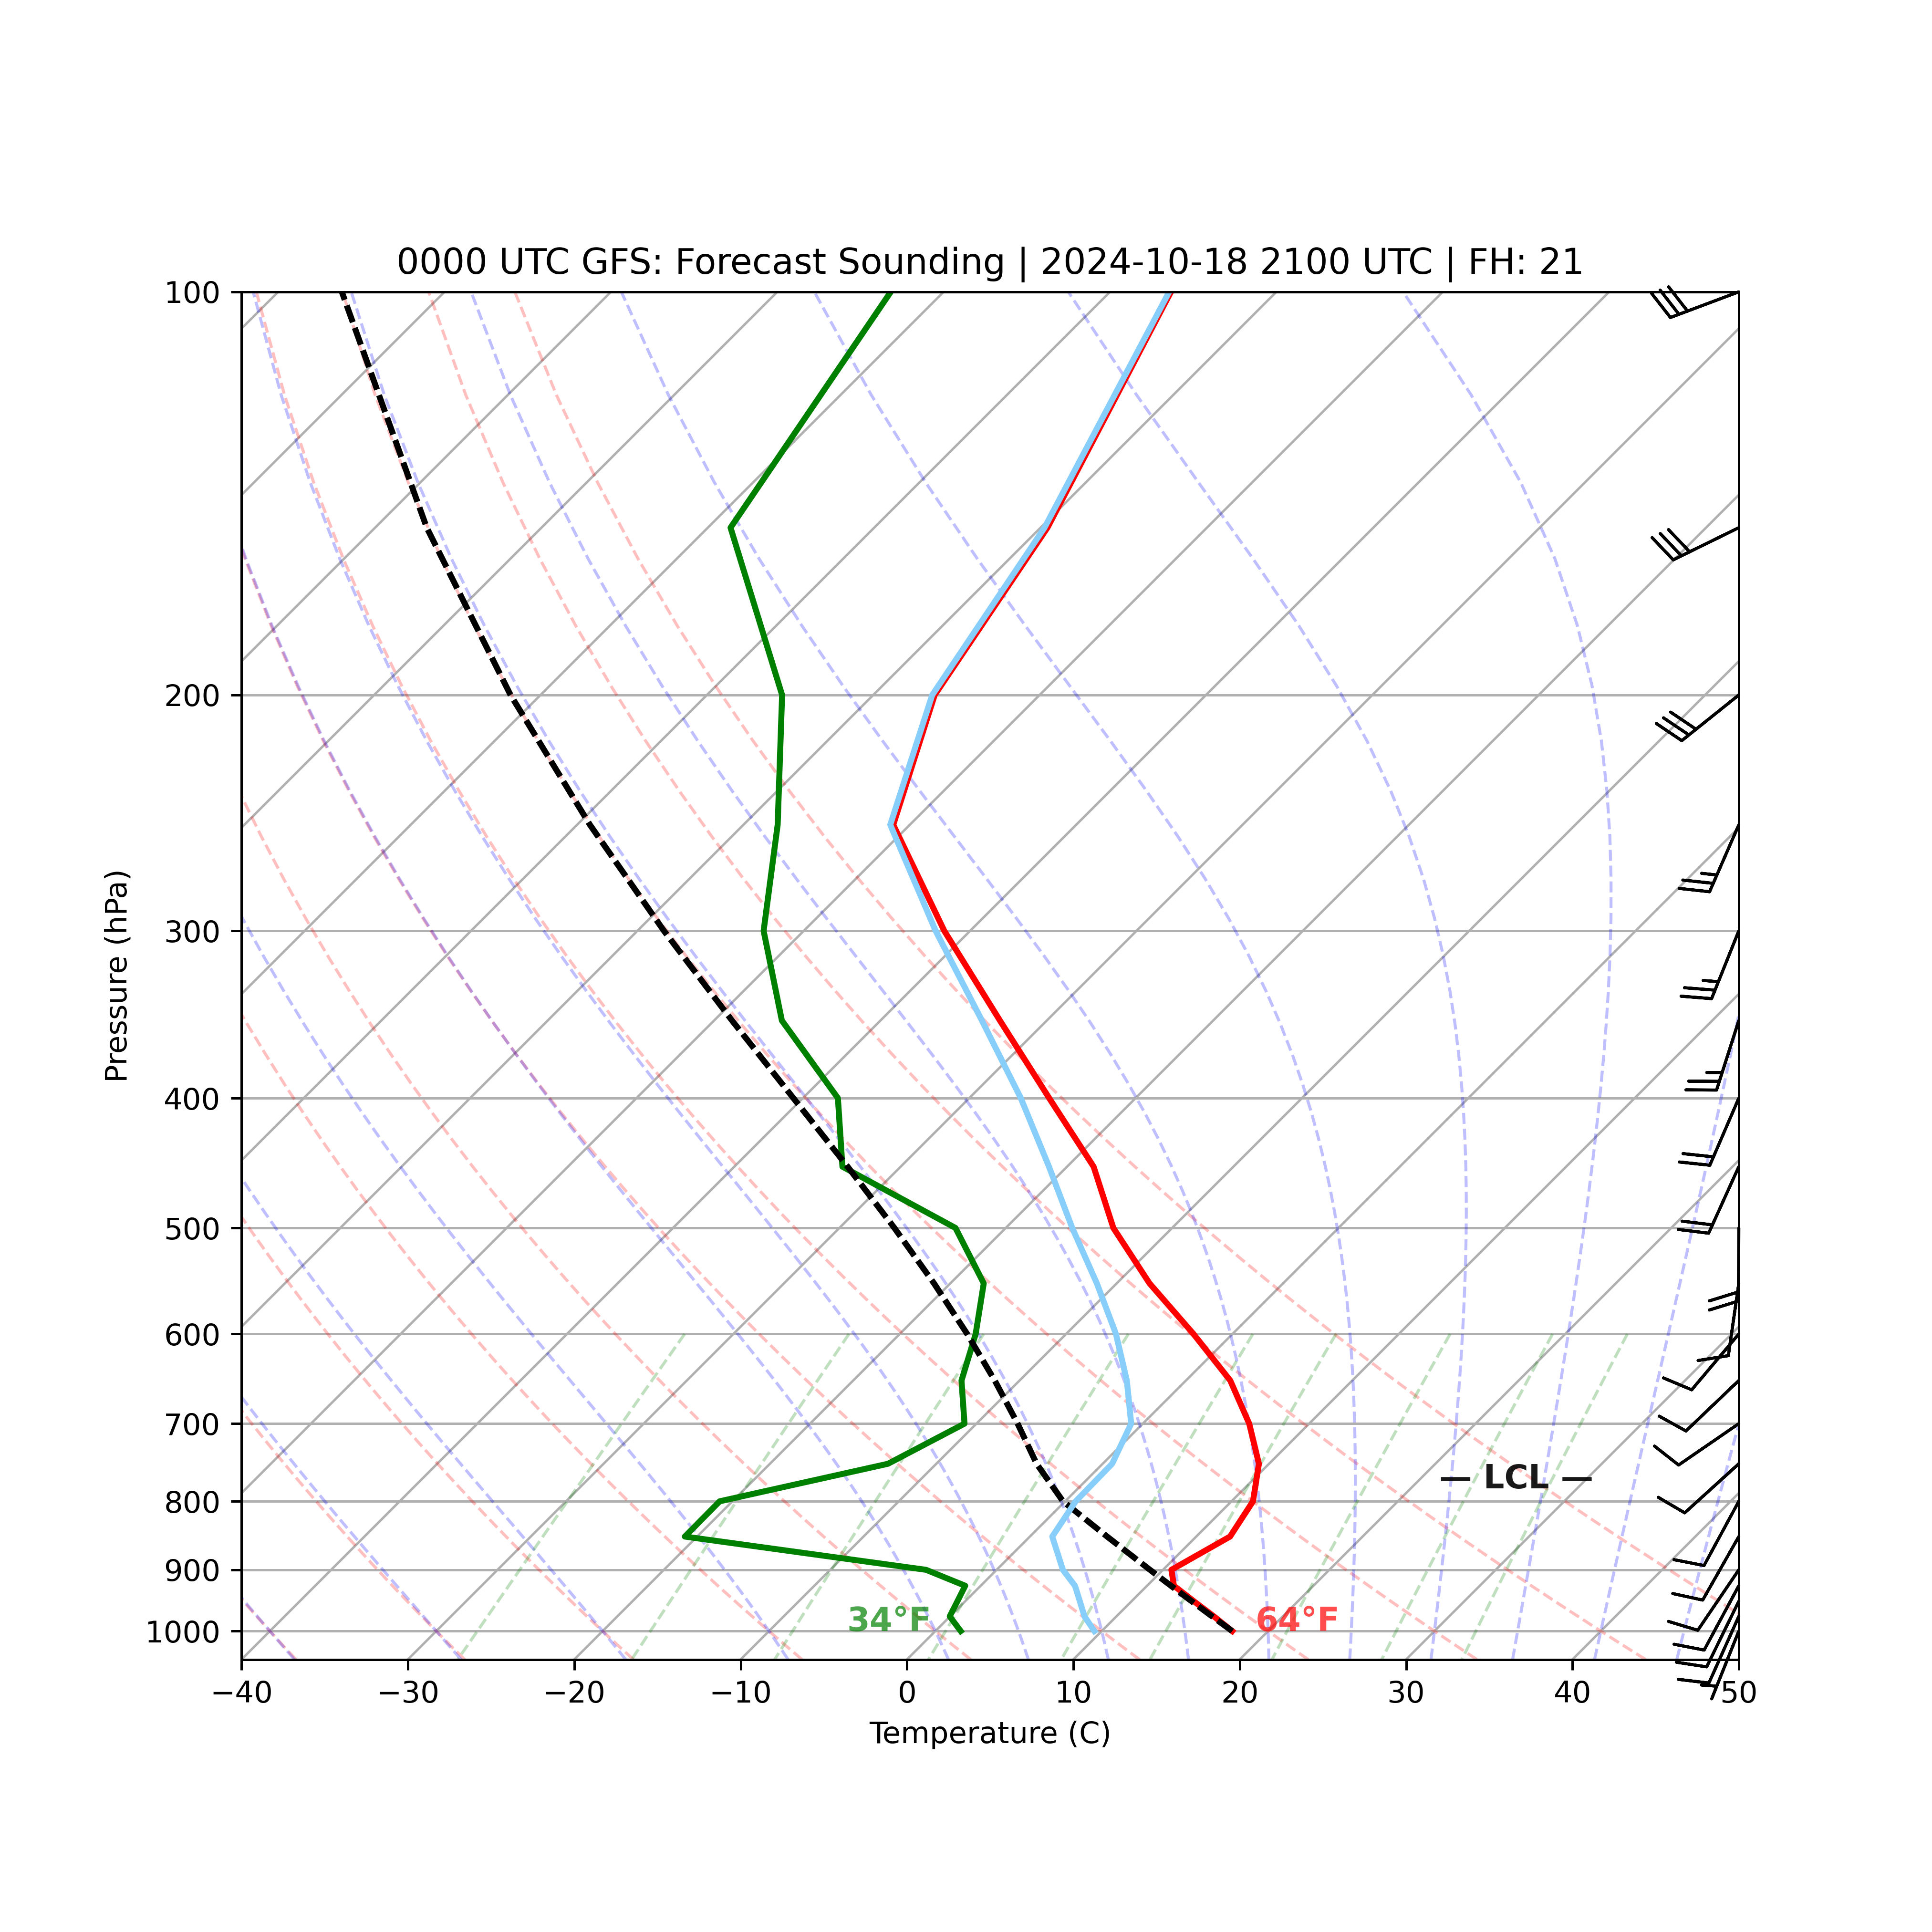 0000 UTC GFS: Forecast Sounding | 2024-10-18 2100 UTC | FH: 21
100
200
300
400
500
600
700
800
900
1000
Pressure (hPa)
— LCL —
34°F
64°F
−40 −30 −20 −10 0 10 20 30 40 50
Temperature (C)